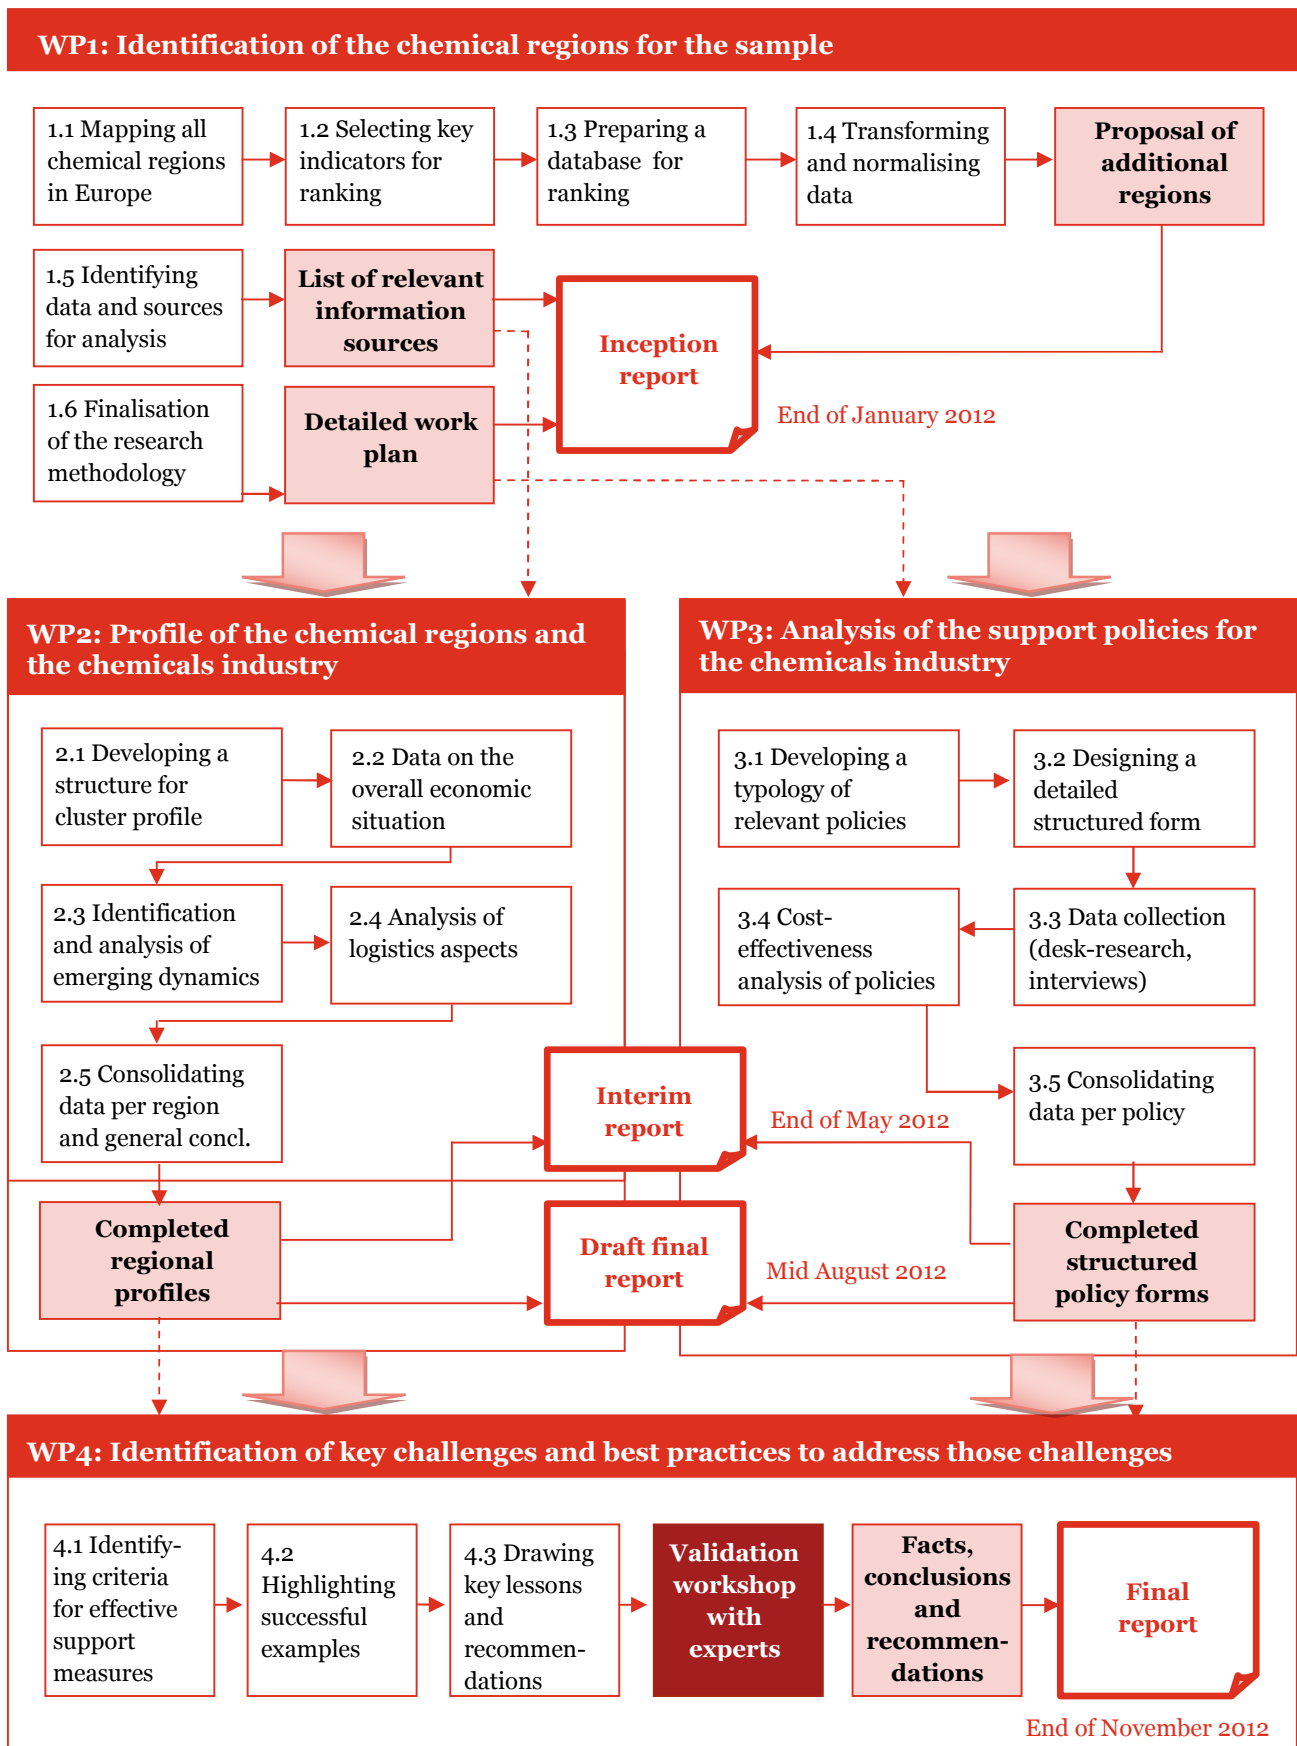 WP1: Identification of the chemical regions for the sample
1.1 Mapping all
chemical regions
in Europe
1.2 Selecting key
indicators for
ranking
1.3 Preparing a
database for
ranking
1.4 Transforming
and normalising
data
Proposal of
additional
regions
1.5 Identifying
data and sources
for analysis
List of relevant
information
sources
Inception
report
1.6 Finalisation
of the research
methodology
Detailed work
plan
End of January 2012
WP2: Profile of the chemical regions and
the chemicals industry
2.1 Developing a
structure for
cluster profile
2.2 Data on the
overall economic
situation
2.3 Identification
and analysis of
emerging dynamics
2.4 Analysis of
logistics aspects
2.5 Consolidating
data per region
and general concl.
Completed
regional
profiles
WP3: Analysis of the support policies for
the chemicals industry
3.1 Developing a
typology of
relevant policies
3.2 Designing a
detailed
structured form
3.4 Cost-
effectiveness
analysis of policies
3.3 Data collection
(desk-research,
interviews)
3.5 Consolidating
data per policy
Interim
report
End of May 2012
Draft final
report
Mid August 2012
Completed
structured
policy forms
WP4: Identification of key challenges and best practices to address those challenges
4.1 Identify-
ing criteria
for effective
support
measures
4.2
Highlighting
successful
examples
4.3 Drawing
key lessons
and
recommen-
dations
Validation
workshop
with
experts
Facts,
conclusions
and
recommen-
dations
Final
report
End of November 2012